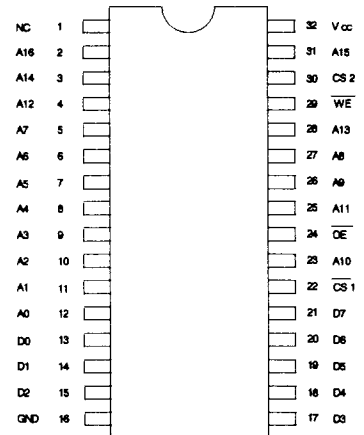 NC 1 32 Vcc
A16 2 31 A15
A14 3 30 CS 2
A12 4 29 WE
A7 5 28 A13
A6 6 27 A8
A5 7 26 A9
A4 8 25 A11
A3 9 24 OE
A2 10 23 A10
A1 11 22 CS 1
A0 12 21 D7
D0 13 20 D6
D1 14 19 D5
D2 15 18 D4
GND 16 17 D3